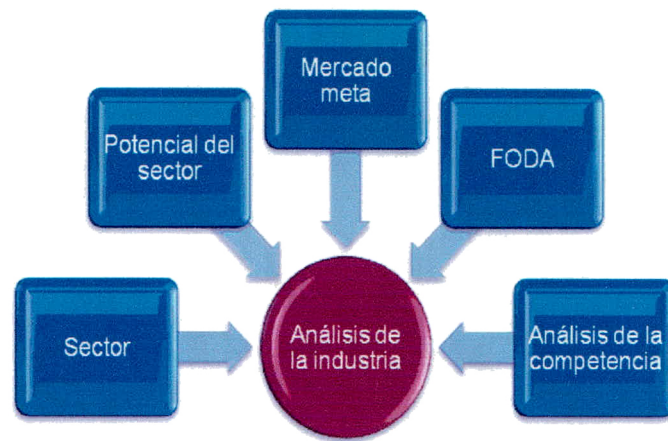 Mercado
meta
Potencial del
sector
FODA
Sector
Análisis de
la industria
Análisis de la
competencia